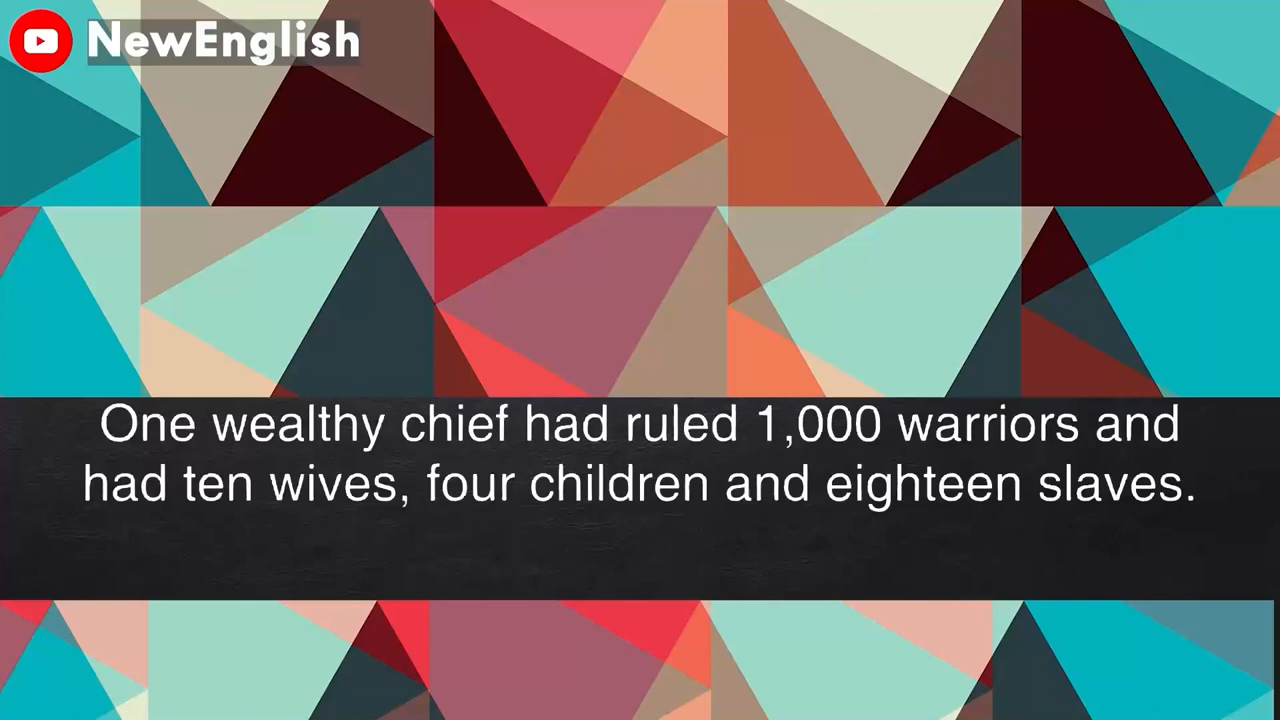 NewEnglish
One wealthy chief had ruled 1,000 warriors and
had ten wives, four children and eighteen slaves.